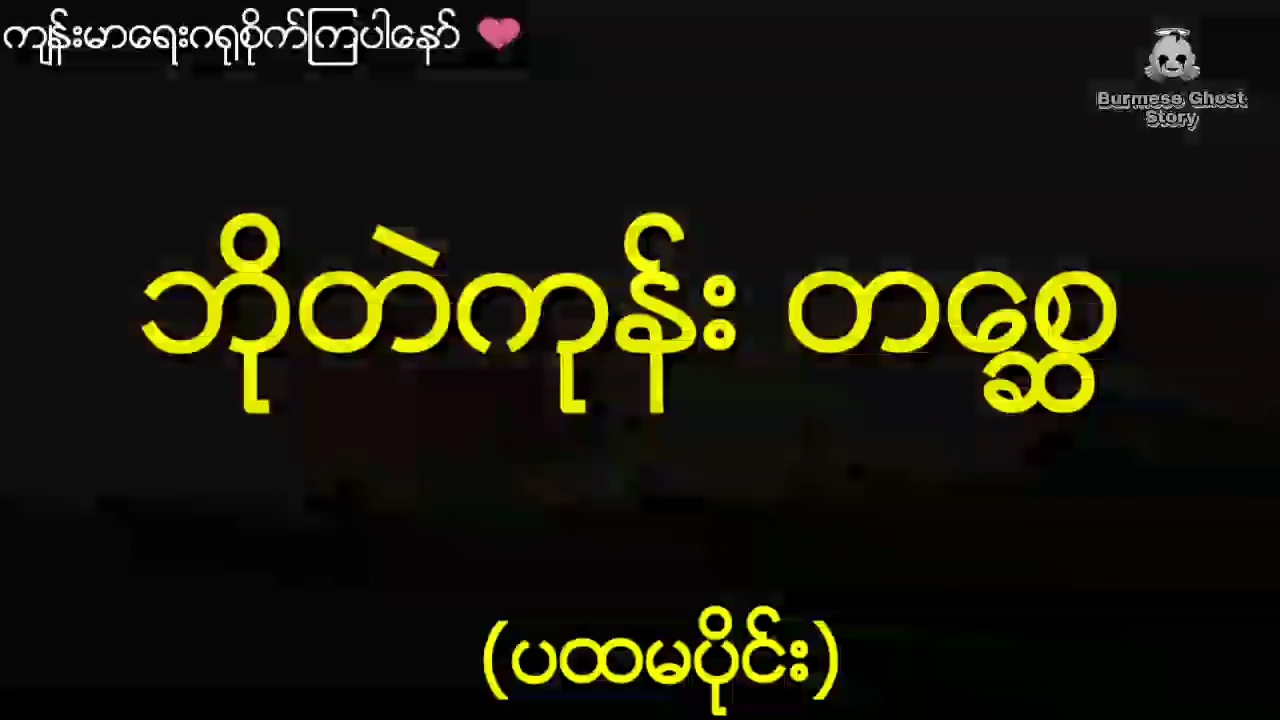 ကျန်းမာရေးဂရုစိုက်ကြပါနော် ❤
Burmese Ghost
Story
ဘိုတဲကုန်း တစ္ဆေ
(ပထမပိုင်း)